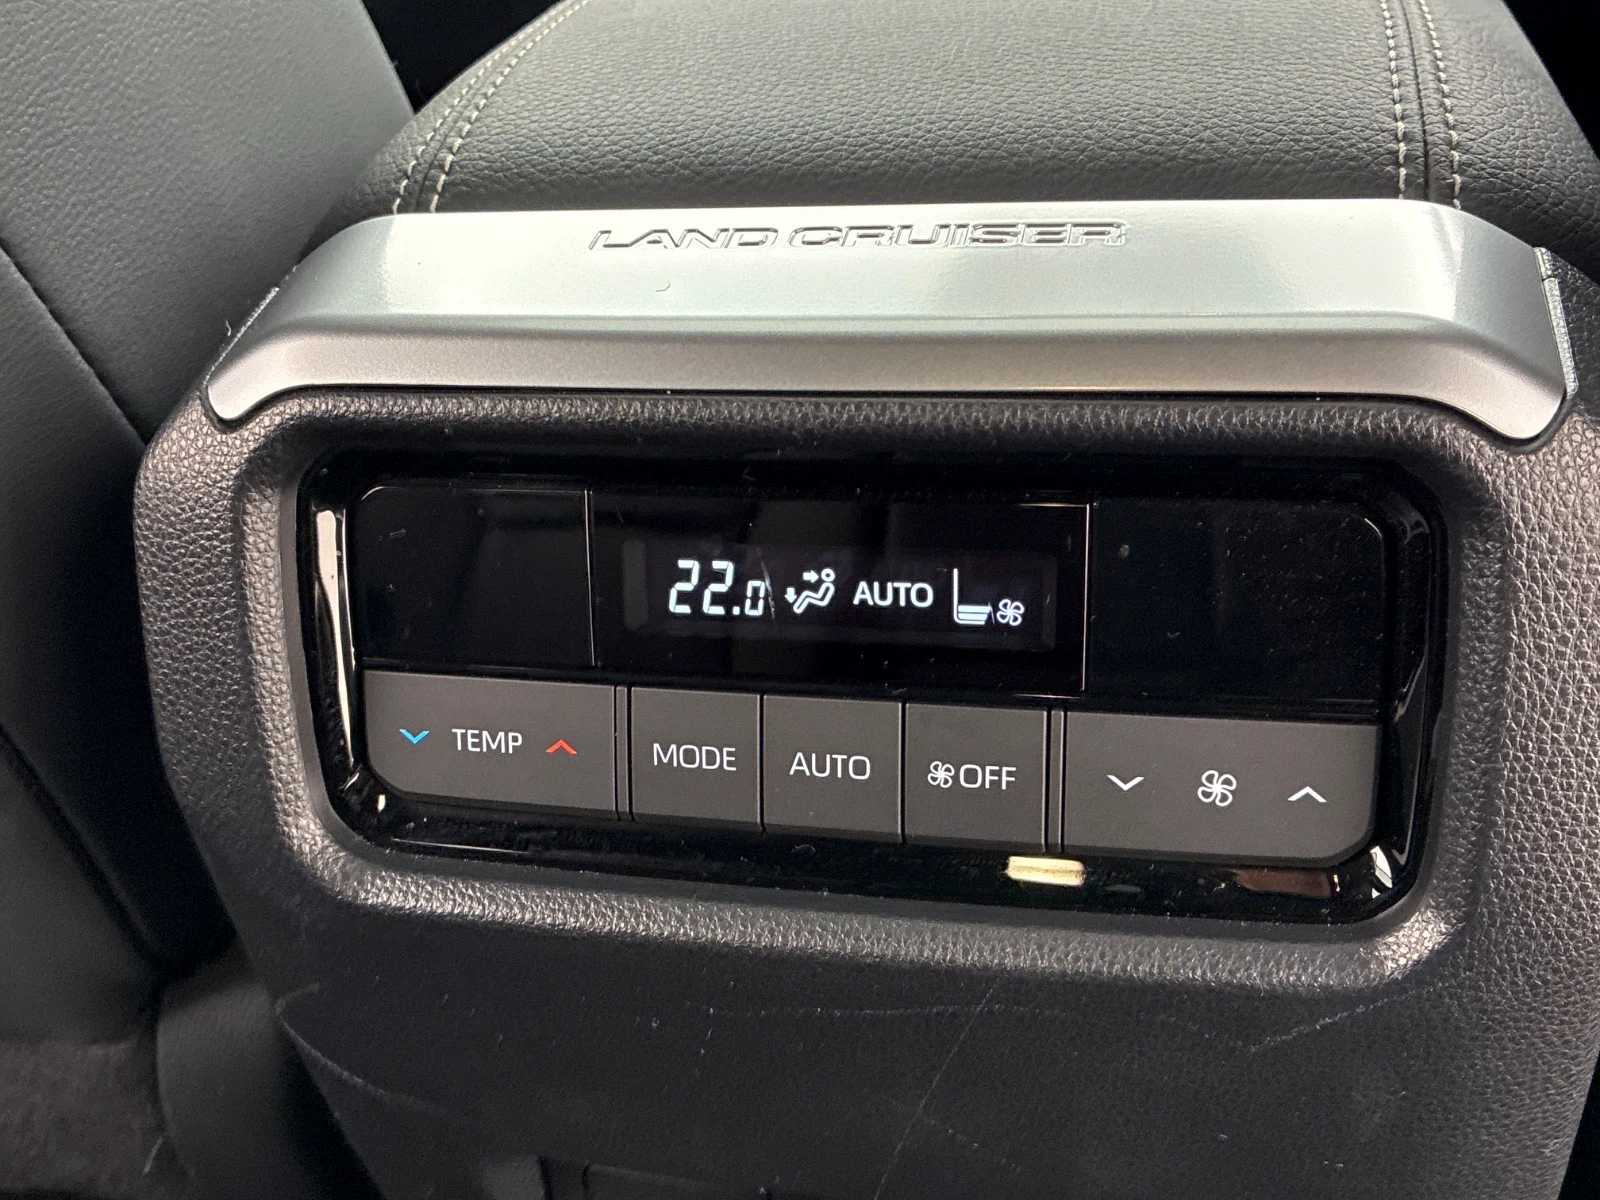 LAND CRUISER
22.0 AUTO
TEMP MODE AUTO OFF